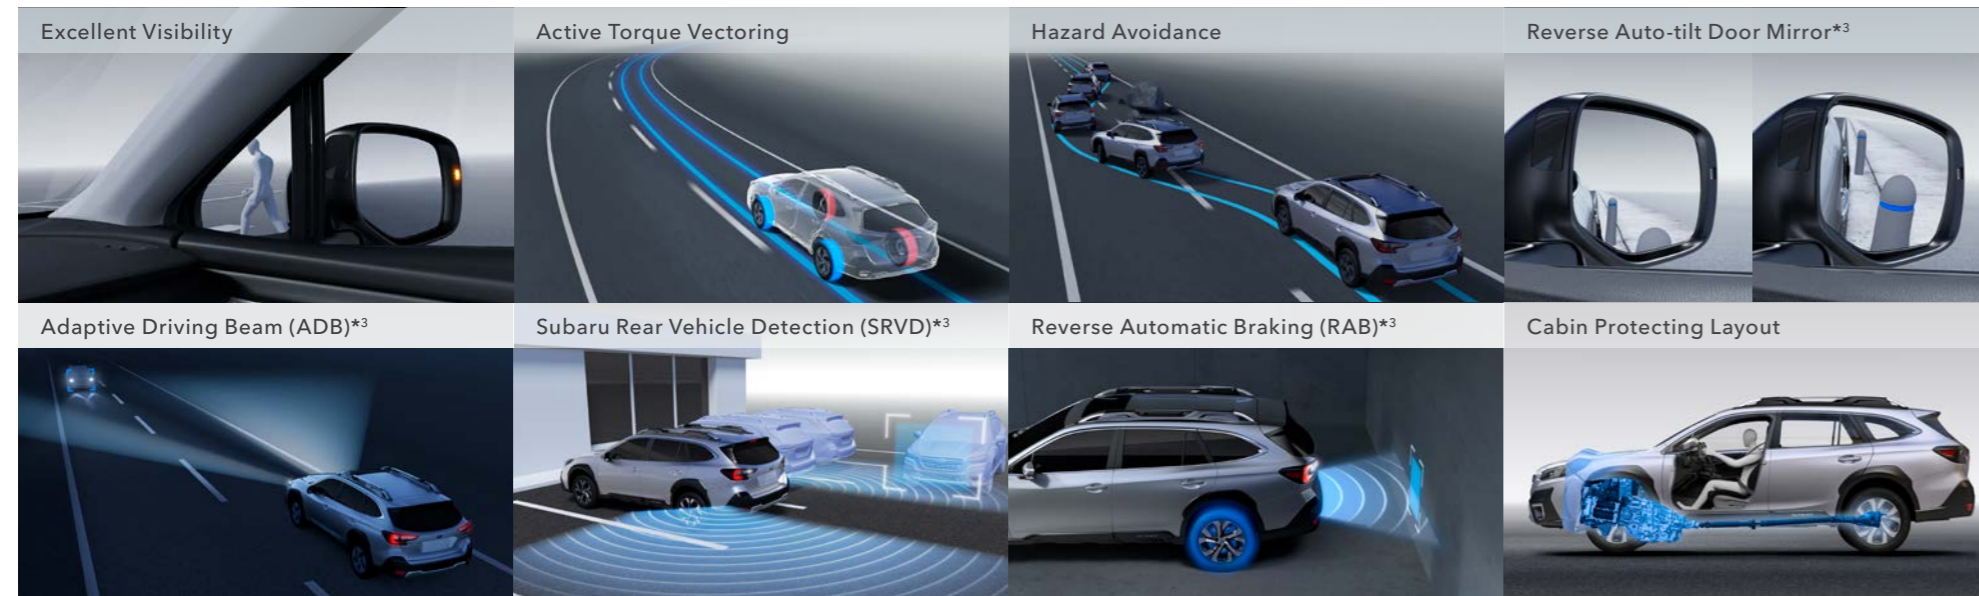 Excellent Visibility
Active Torque Vectoring
Hazard Avoidance
Reverse Auto-tilt Door Mirror*³
Adaptive Driving Beam (ADB)*³
Subaru Rear Vehicle Detection (SRVD)*³
Reverse Automatic Braking (RAB)*³
Cabin Protecting Layout